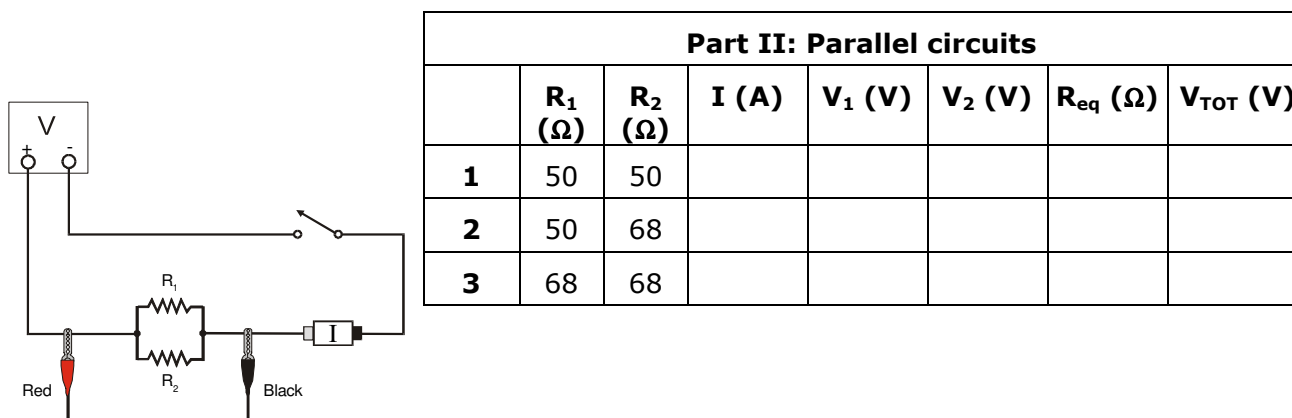 V
+ -
R1
I
R2
Red
Black
Part II: Parallel circuits
R1 (Ω) R2 (Ω) I (A) V1 (V) V2 (V) Req (Ω) VTOT (V)
1 50 50
2 50 68
3 68 68